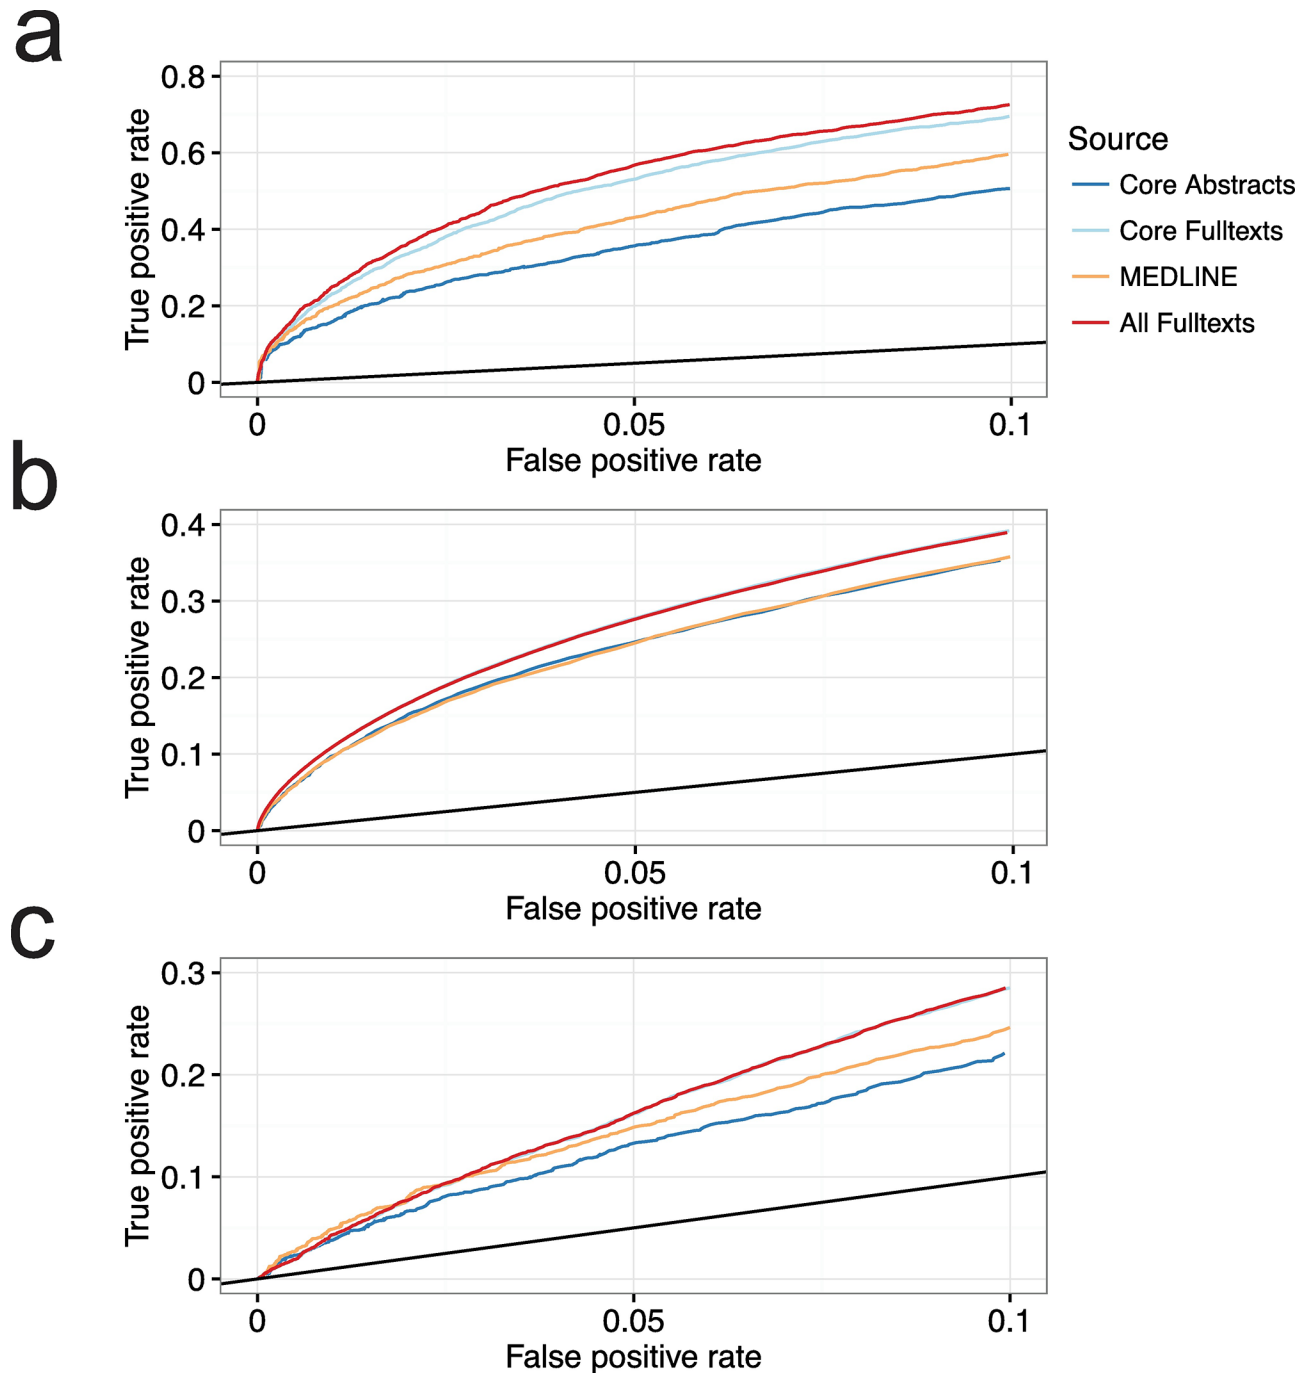 a
0.8
0.6
0.4
0.2
0
True positive rate
0
0.05
0.1
False positive rate
Source
Core Abstracts
Core Fulltexts
MEDLINE
All Fulltexts
b
0.4
0.3
0.2
0.1
0
True positive rate
0
0.05
0.1
False positive rate
c
0.3
0.2
0.1
0
True positive rate
0
0.05
0.1
False positive rate